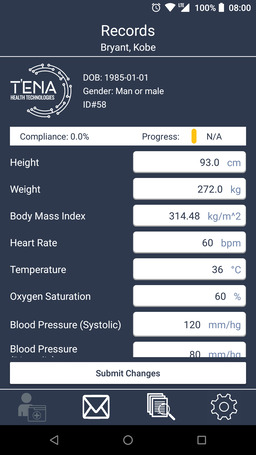 100% 08:00
Records
Bryant, Kobe
T'ENA
HEALTH TECHNOLOGIES
DOB: 1985-01-01
Gender: Man or male
ID#58
Compliance: 0.0% Progress: N/A
Height 93.0 cm
Weight 272.0 kg
Body Mass Index 314.48 kg/m^2
Heart Rate 60 bpm
Temperature 36 °C
Oxygen Saturation 60 %
Blood Pressure (Systolic) 120 mm/hg
Blood Pressure 80 mm/hg
Submit Changes